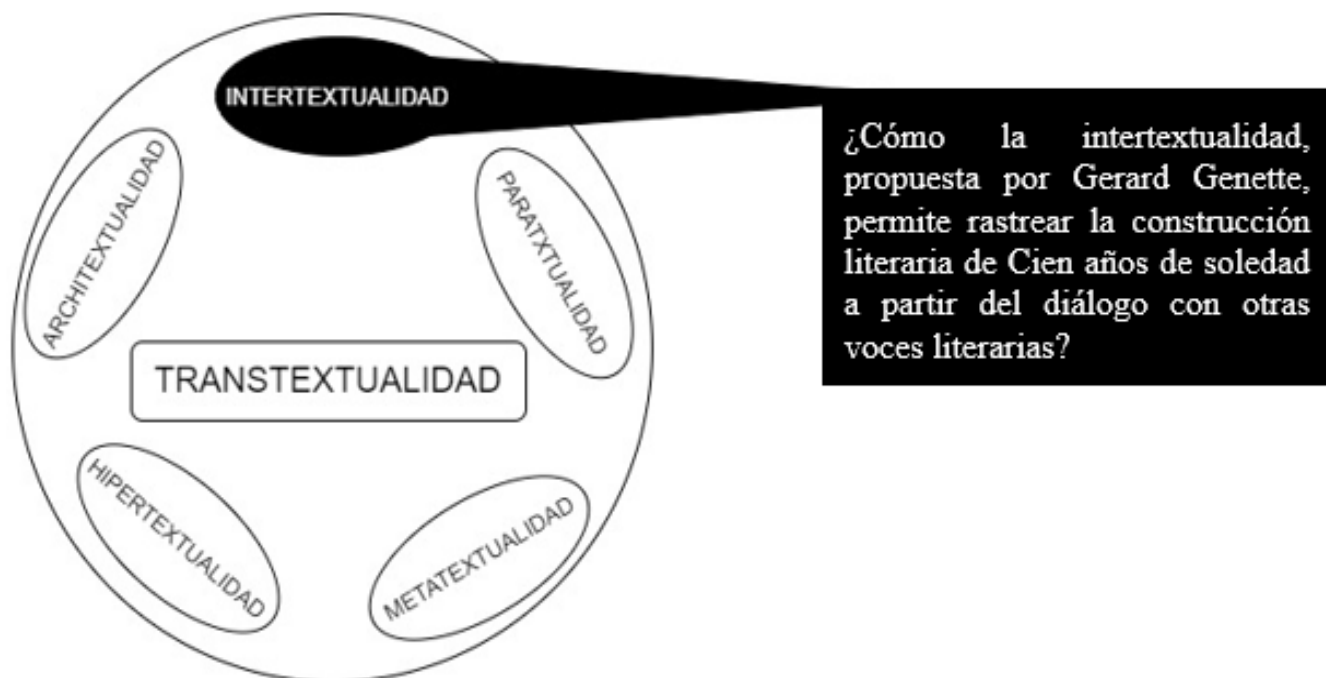 INTERTEXTUALIDAD
ARCHITEXTUALIDAD
PARATXTUALIDAD
TRANSTEXTUALIDAD
HIPERTEXTUALIDAD
METATEXTUALIDAD
¿Cómo la intertextualidad,
propuesta por Gerard Genette,
permite rastrear la construcción
literaria de Cien años de soledad
a partir del diálogo con otras
voces literarias?